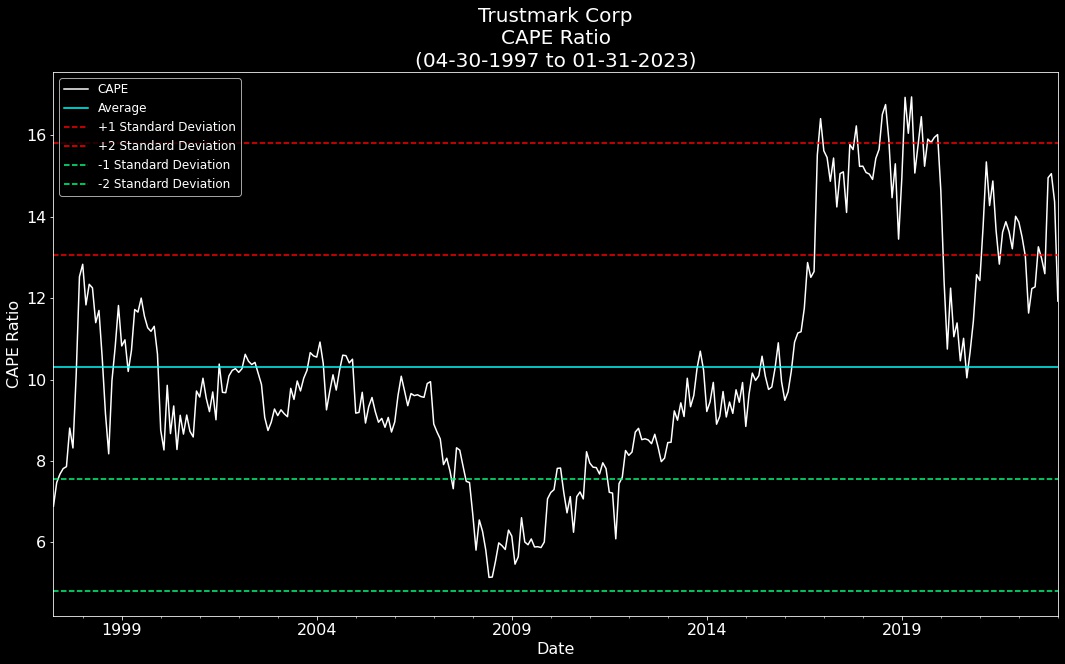 Trustmark Corp
CAPE Ratio
(04-30-1997 to 01-31-2023)
CAPE
Average
+1 Standard Deviation
+2 Standard Deviation
-1 Standard Deviation
-2 Standard Deviation
CAPE Ratio
16
14
12
10
8
6
1999 2004 2009 2014 2019
Date